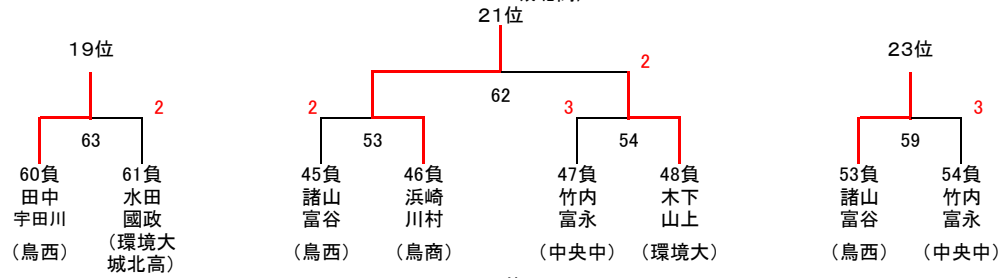 21位
19位
23位
2
62
2
2
3
3
63
53
54
59
60負
61負
45負
46負
47負
48負
53負
54負
田中
水田
諸山
浜崎
竹内
木下
諸山
竹内
宇田川
國政
富谷
川村
富永
山上
富谷
富永
(鳥西)
(環境大
城北高)
(鳥西)
(鳥商)
(中央中)
(環境大)
(鳥西)
(中央中)